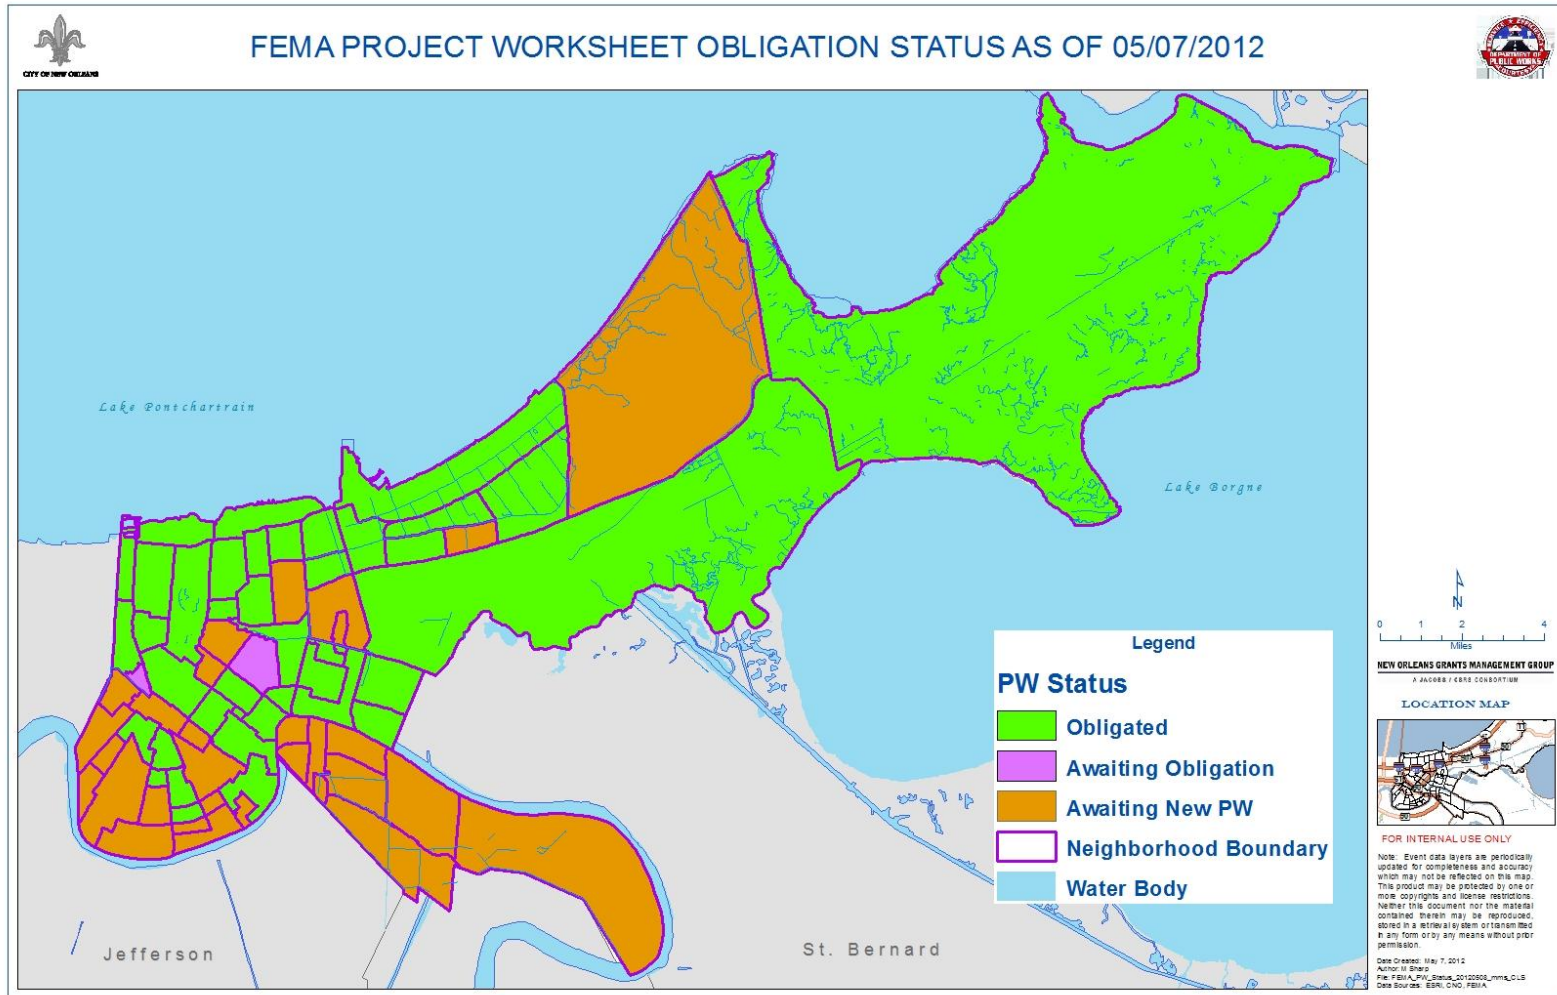 FEMA PROJECT WORKSHEET OBLIGATION STATUS AS OF 05/07/2012
CITY OF NEW ORLEANS
DEPARTMENT OF
PUBLIC WORKS
Lake Pontchartrain
Lake Borgne
Jefferson
St. Bernard
Legend
PW Status
Obligated
Awaiting Obligation
Awaiting New PW
Neighborhood Boundary
Water Body
N
0 1 2 4
Miles
NEW ORLEANS GRANTS MANAGEMENT GROUP
A JACOBS / CSRS CONSORTIUM
LOCATION MAP
FOR INTERNAL USE ONLY
Note: Event data layers are periodically
updated for completeness and accuracy
which may not be reflected on this map.
This product may be protected by one or
more copyrights and license restrictions.
Neither this document nor the material
contained therein may be reproduced,
stored in a retrieval system or transmitted
in any form or by any means without prior
permission.
Date Created: May 7, 2012
Author: M Sharp
File: FEMA_PW_Status_20120508_mms_CLS
Data Sources: ESRI, CNO, FEMA